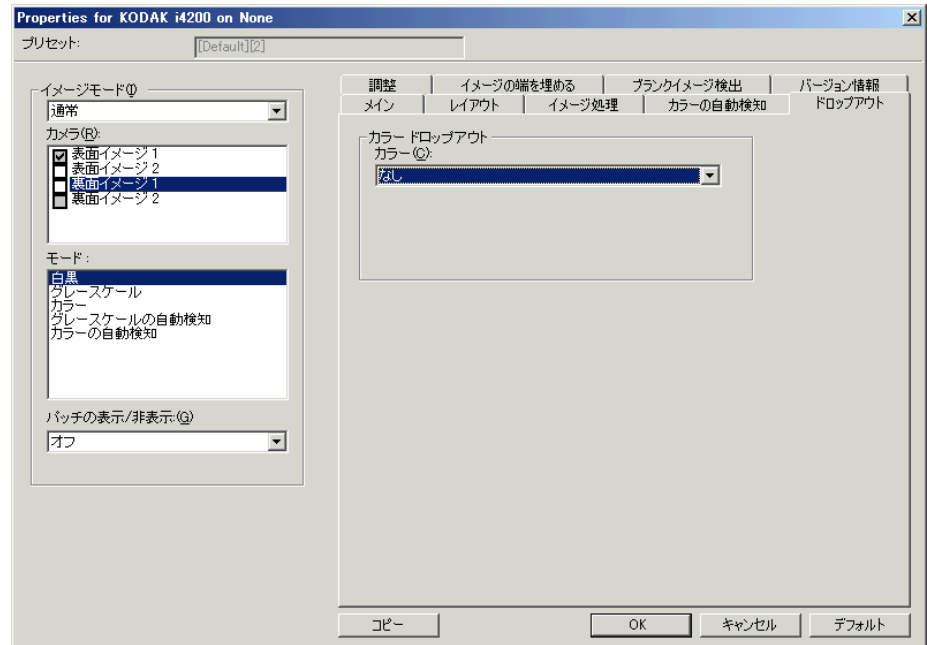 Properties for KODAK i4200 on None
プリセット:
[Default][2]
イメージモード(I)
通常
カメラ(R):
表面イメージ 1
表面イメージ 2
裏面イメージ 1
裏面イメージ 2
モード:
白黒
グレースケール
カラー
グレースケールの自動検知
カラーの自動検知
パッチの表示/非表示:(G)
オフ
調整 イメージの端を埋める ブランクイメージ検出 バージョン情報
メイン レイアウト イメージ処理 カラーの自動検知 ドロップアウト
カラー ドロップアウト
カラー(C):
なし
コピー OK キャンセル デフォルト